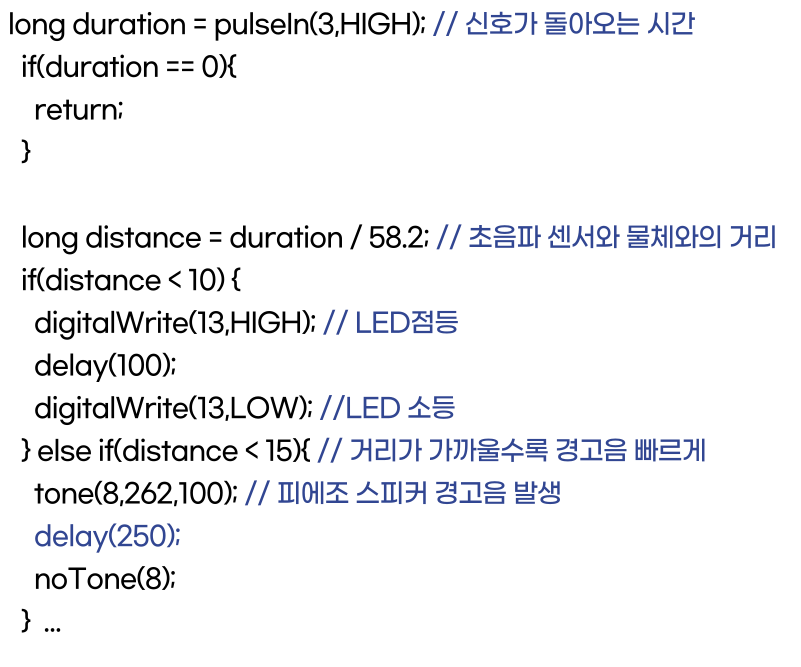 long duration = pulseIn(3,HIGH); // 신호가 돌아오는 시간
if(duration == 0){
return;
}
long distance = duration / 58.2; // 초음파 센서와 물체와의 거리
if(distance < 10) {
digitalWrite(13,HIGH); // LED점등
delay(100);
digitalWrite(13,LOW); //LED 소등
} else if(distance < 15){ // 거리가 가까울수록 경고음 빠르게
tone(8,262,100); // 피에조 스피커 경고음 발생
delay(250);
noTone(8);
} ...